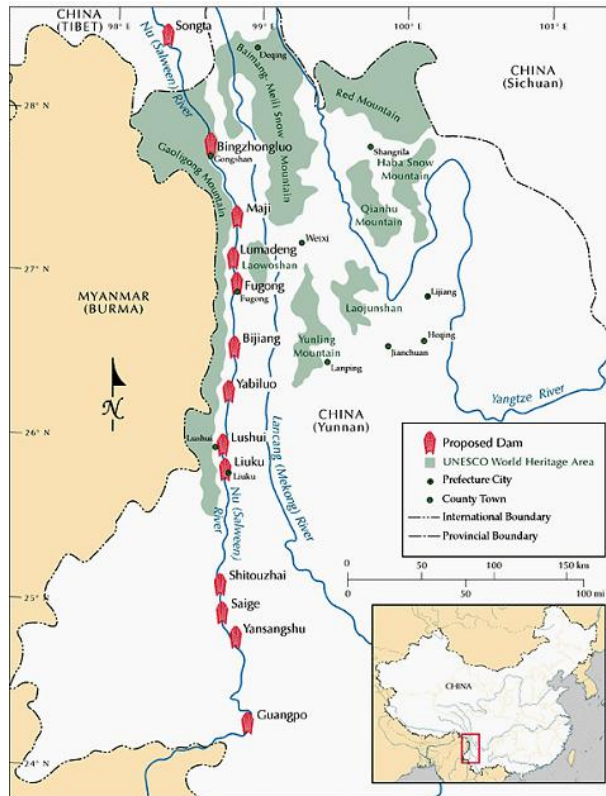 98° E
99° E
100° E
101° E
CHINA
(TIBET)
Songta
Nu (Salween) River
Deqing
Baimang-Meili Snow Mountain
CHINA
(Sichuan)
28° N
Red Mountain
Bingzhongluo
Gongshan
Gaoligong Mountain
Shangrila
Haba Snow
Mountain
Qianhu
Mountain
Maji
Weixi
Lumadeng
Laowoshan
27° N
Fugong
Fugong
Lijiang
Laojunshan
MYANMAR
(BURMA)
Bijiang
Heqing
Jianchuan
Yunling
Mountain
Lanping
Yabiluo
Yangtze River
N
CHINA
(Yunnan)
26° N
Lancang (Mekong) River
Lushui
Lushui
Liuku
Liuku
Nu (Salween)
River
Proposed Dam
UNESCO World Heritage Area
Prefecture City
County Town
International Boundary
Provincial Boundary
Shitouzhai
0 50 100 150 km
0 50 100 mi
25° N
Saige
Yansangshu
CHINA
Guangpo
24° N